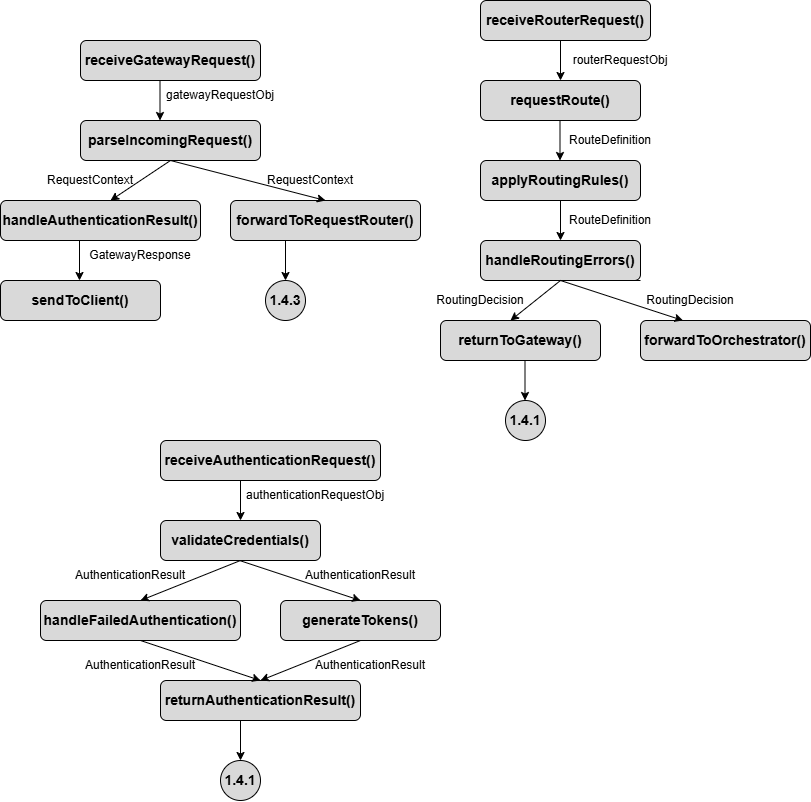 receiveGatewayRequest()
gatewayRequestObj
parseIncomingRequest()
RequestContext
RequestContext
handleAuthenticationResult()
forwardToRequestRouter()
GatewayResponse
sendToClient()
1.4.3
receiveRouterRequest()
routerRequestObj
requestRoute()
RouteDefinition
applyRoutingRules()
RouteDefinition
handleRoutingErrors()
RoutingDecision
RoutingDecision
returnToGateway()
forwardToOrchestrator()
1.4.1
receiveAuthenticationRequest()
authenticationRequestObj
validateCredentials()
AuthenticationResult
AuthenticationResult
handleFailedAuthentication()
generateTokens()
AuthenticationResult
AuthenticationResult
returnAuthenticationResult()
1.4.1